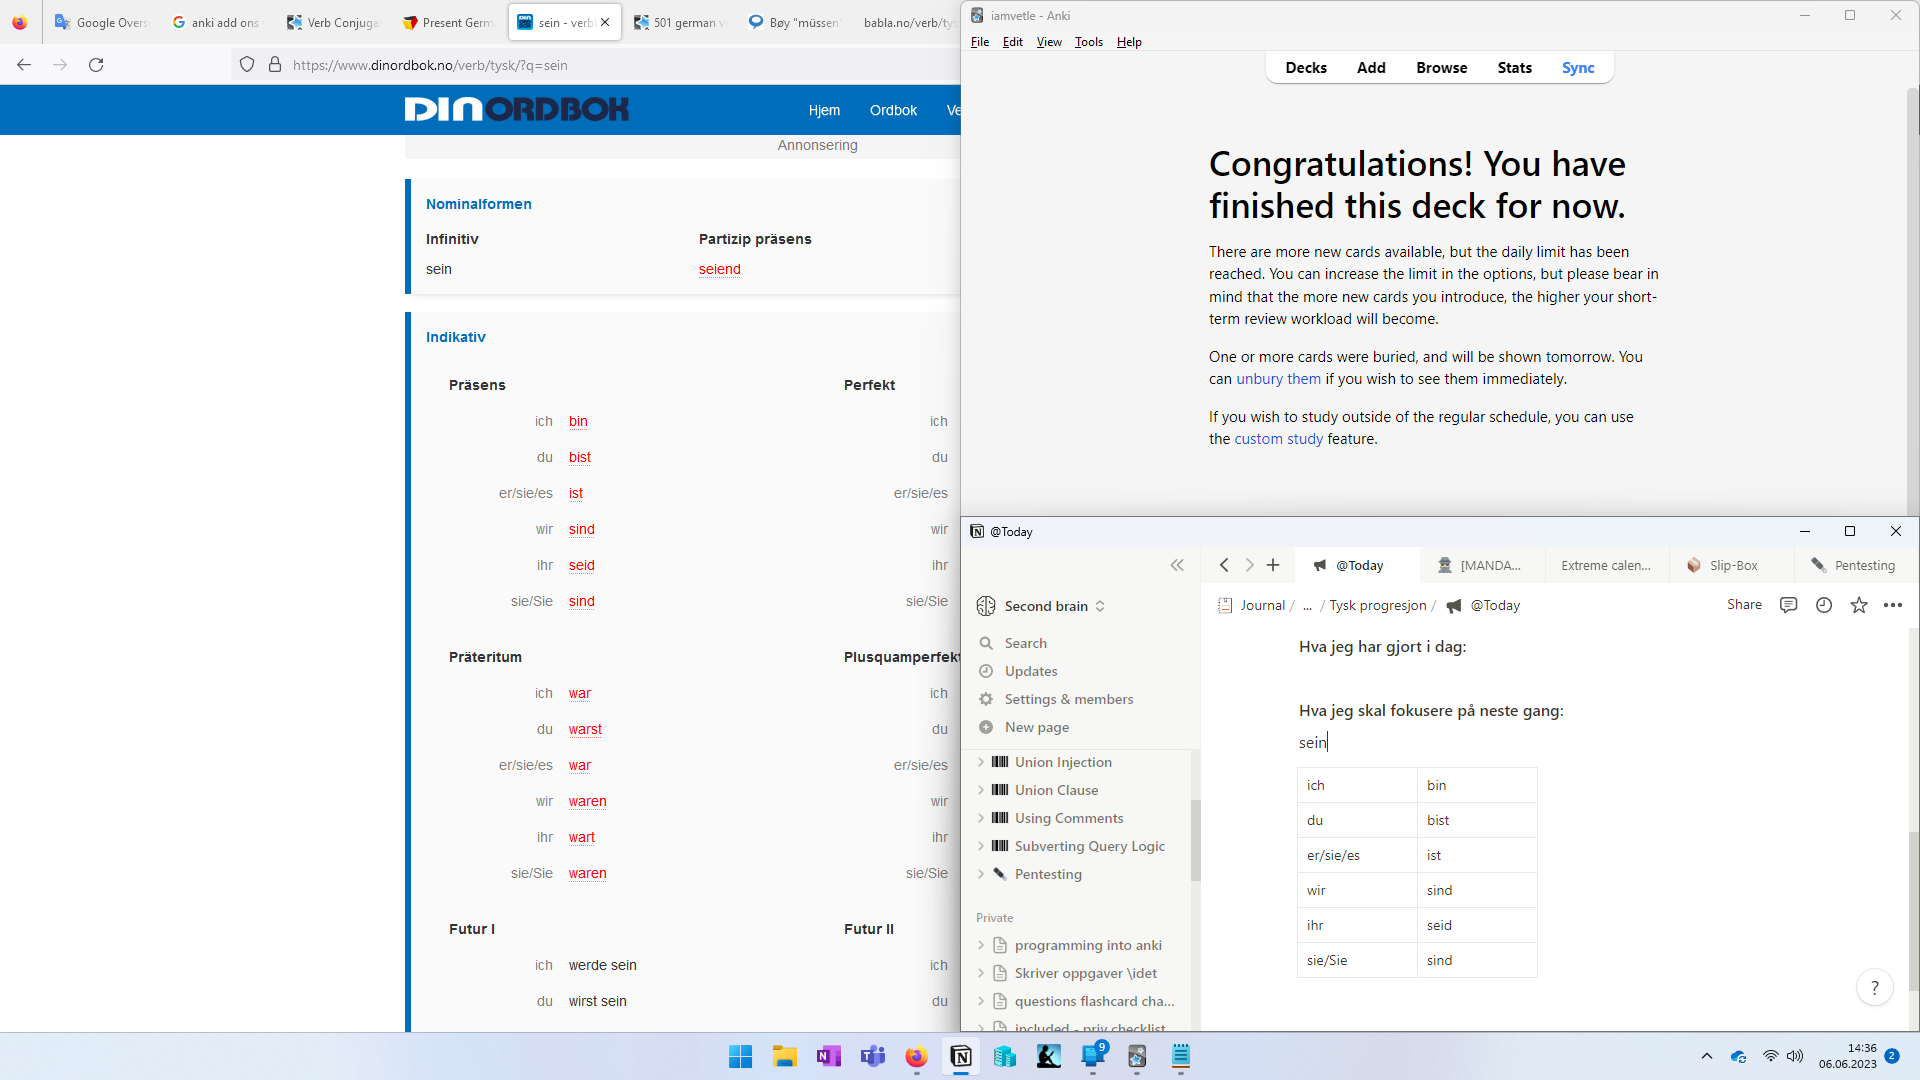 Google Overs
anki add ons
Verb Conjuga
Present Germ
sein - verb
501 german v
Bøy "müssen"
babla.no/verb/tys
https://www.dinordbok.no/verb/tysk/?q=sein
DINORDBOK
Hjem
Ordbok
Ve
Annonsering
Nominalformen
Infinitiv
Partizip präsens
sein
seiend
Indikativ
Präsens
Perfekt
ich bin
ich
du bist
du
er/sie/es ist
er/sie/es
wir sind
wir
ihr seid
ihr
sie/Sie sind
sie/Sie
Präteritum
Plusquamperfekt
ich war
ich
du warst
du
er/sie/es war
er/sie/es
wir waren
wir
ihr wart
ihr
sie/Sie waren
sie/Sie
Futur I
Futur II
ich werde sein
ich
du wirst sein
du
iamvetle - Anki
File Edit View Tools Help
Decks Add Browse Stats Sync
Congratulations! You have
finished this deck for now.
There are more new cards available, but the daily limit has been
reached. You can increase the limit in the options, but please bear in
mind that the more new cards you introduce, the higher your short-
term review workload will become.
One or more cards were buried, and will be shown tomorrow. You
can unbury them if you wish to see them immediately.
If you wish to study outside of the regular schedule, you can use
the custom study feature.
@Today
@Today
[MANDA...
Extreme calen...
Slip-Box
Pentesting
Second brain
Search
Updates
Settings & members
New page
Union Injection
Union Clause
Using Comments
Subverting Query Logic
Pentesting
Private
programming into anki
Skriver oppgaver \idet
questions flashcard cha...
included - priv checklist
Journal / ... / Tysk progresjon / @Today
Share
Hva jeg har gjort i dag:
Hva jeg skal fokusere på neste gang:
sein
ich bin
du bist
er/sie/es ist
wir sind
ihr seid
sie/Sie sind
?
9
14:36
06.06.2023
2